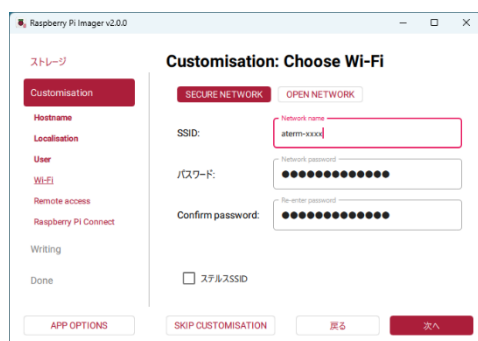 Raspberry Pi Imager v2.0.0
ストレージ
Customisation
Hostname
Localisation
User
Wi-Fi
Remote access
Raspberry Pi Connect
Writing
Done
APP OPTIONS
Customisation: Choose Wi-Fi
SECURE NETWORK
OPEN NETWORK
Network name
SSID:
aterm-xxxx
Network password
パスワード:
●●●●●●●●●●●●●
Re-enter password
Confirm password:
●●●●●●●●●●●●●
ステルスSSID
SKIP CUSTOMISATION
戻る
次へ